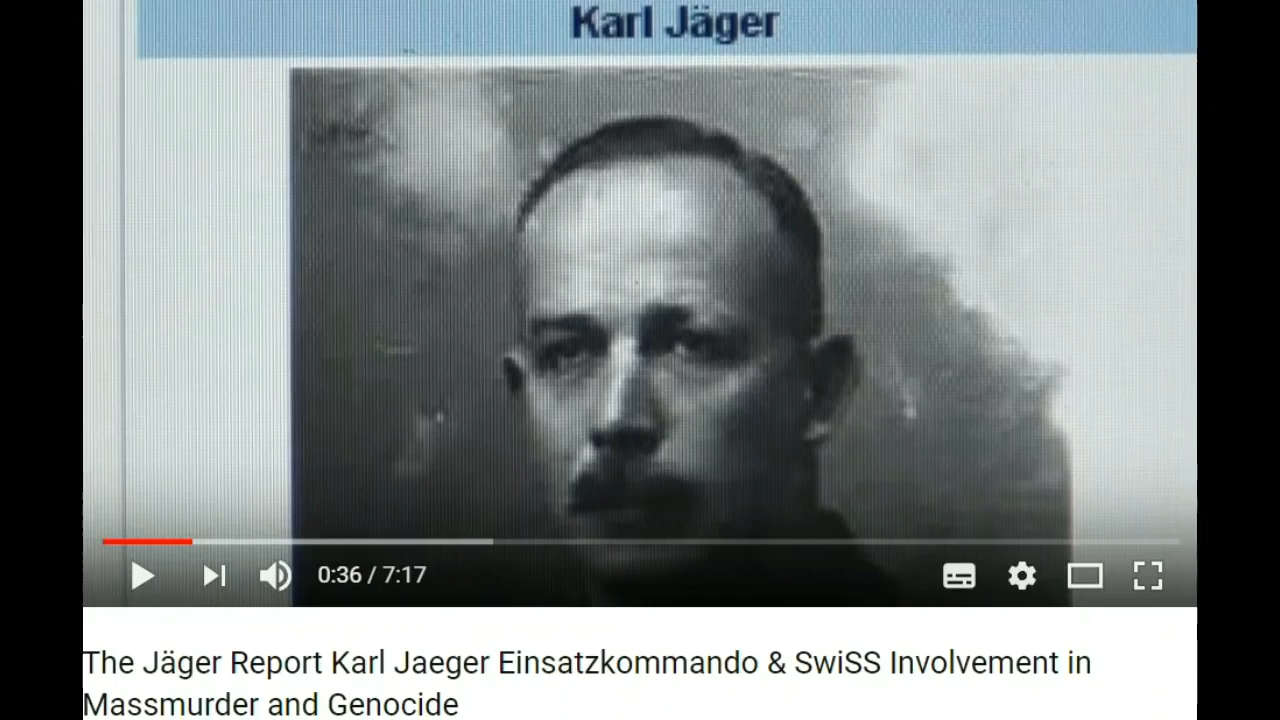 Karl Jäger
0:36 / 7:17
The Jäger Report Karl Jaeger Einsatzkommando & SwiSS Involvement in
Massmurder and Genocide